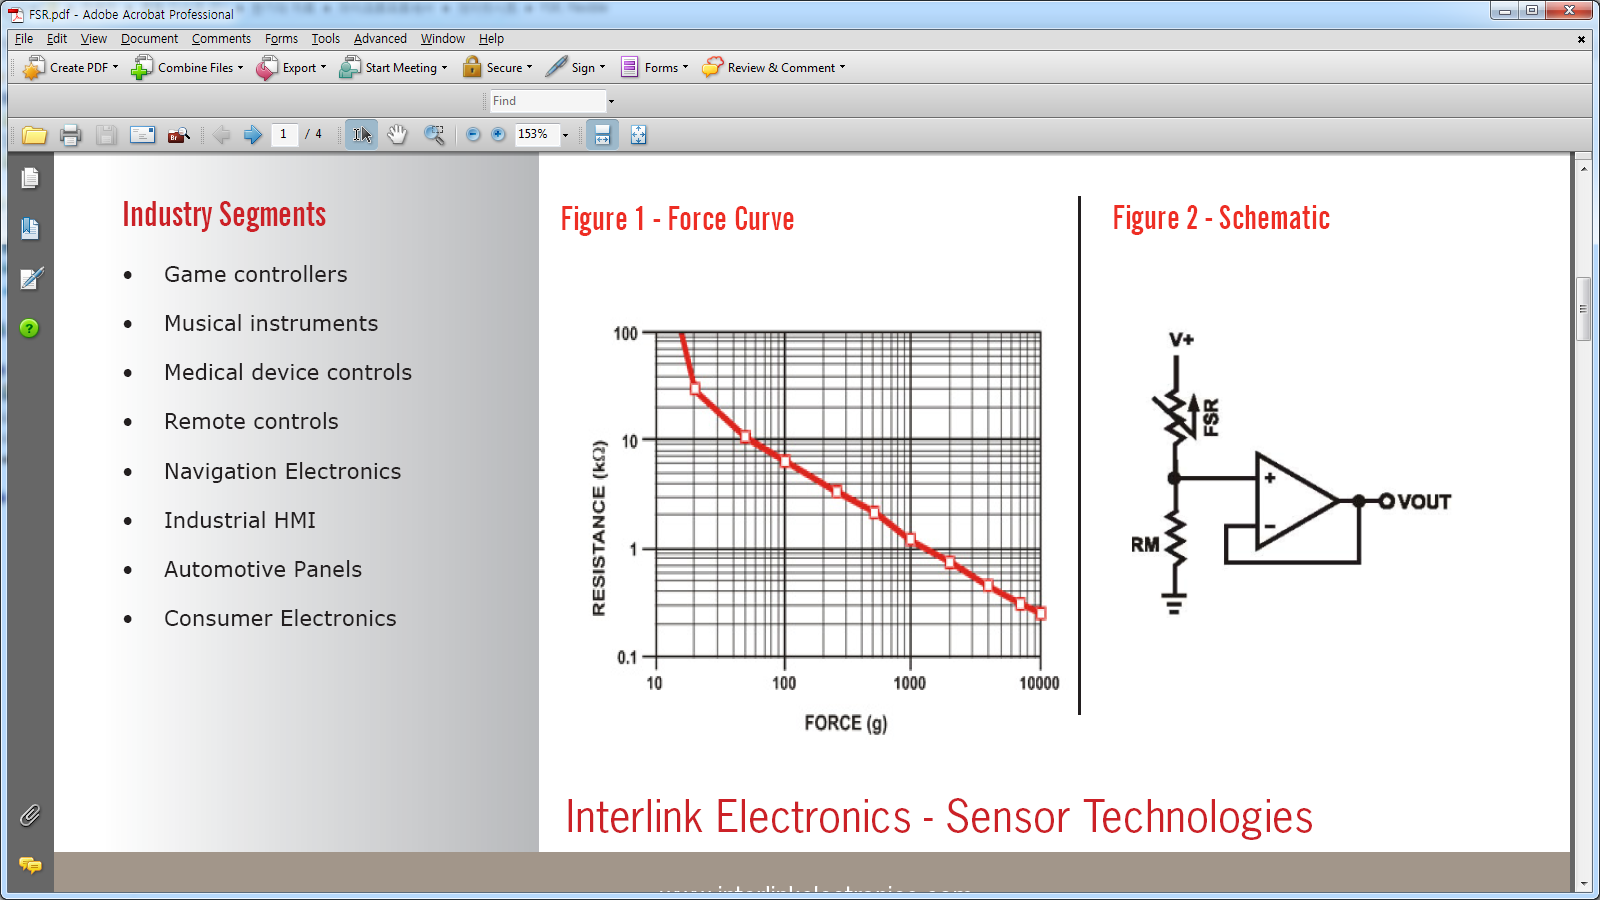 FSR.pdf - Adobe Acrobat Professional
File Edit View Document Comments Forms Tools Advanced Window Help
Create PDF Combine Files Export Start Meeting Secure Sign Forms Review & Comment
Find
1 / 4 153%
Industry Segments
• Game controllers
• Musical instruments
• Medical device controls
• Remote controls
• Navigation Electronics
• Industrial HMI
• Automotive Panels
• Consumer Electronics
Figure 1 - Force Curve
100
10
1
0.1
RESISTANCE (kΩ)
10 100 1000 10000
FORCE (g)
Figure 2 - Schematic
V+
FSR
+
−
VOUT
RM
Interlink Electronics - Sensor Technologies
www.interlinkelectronics.com